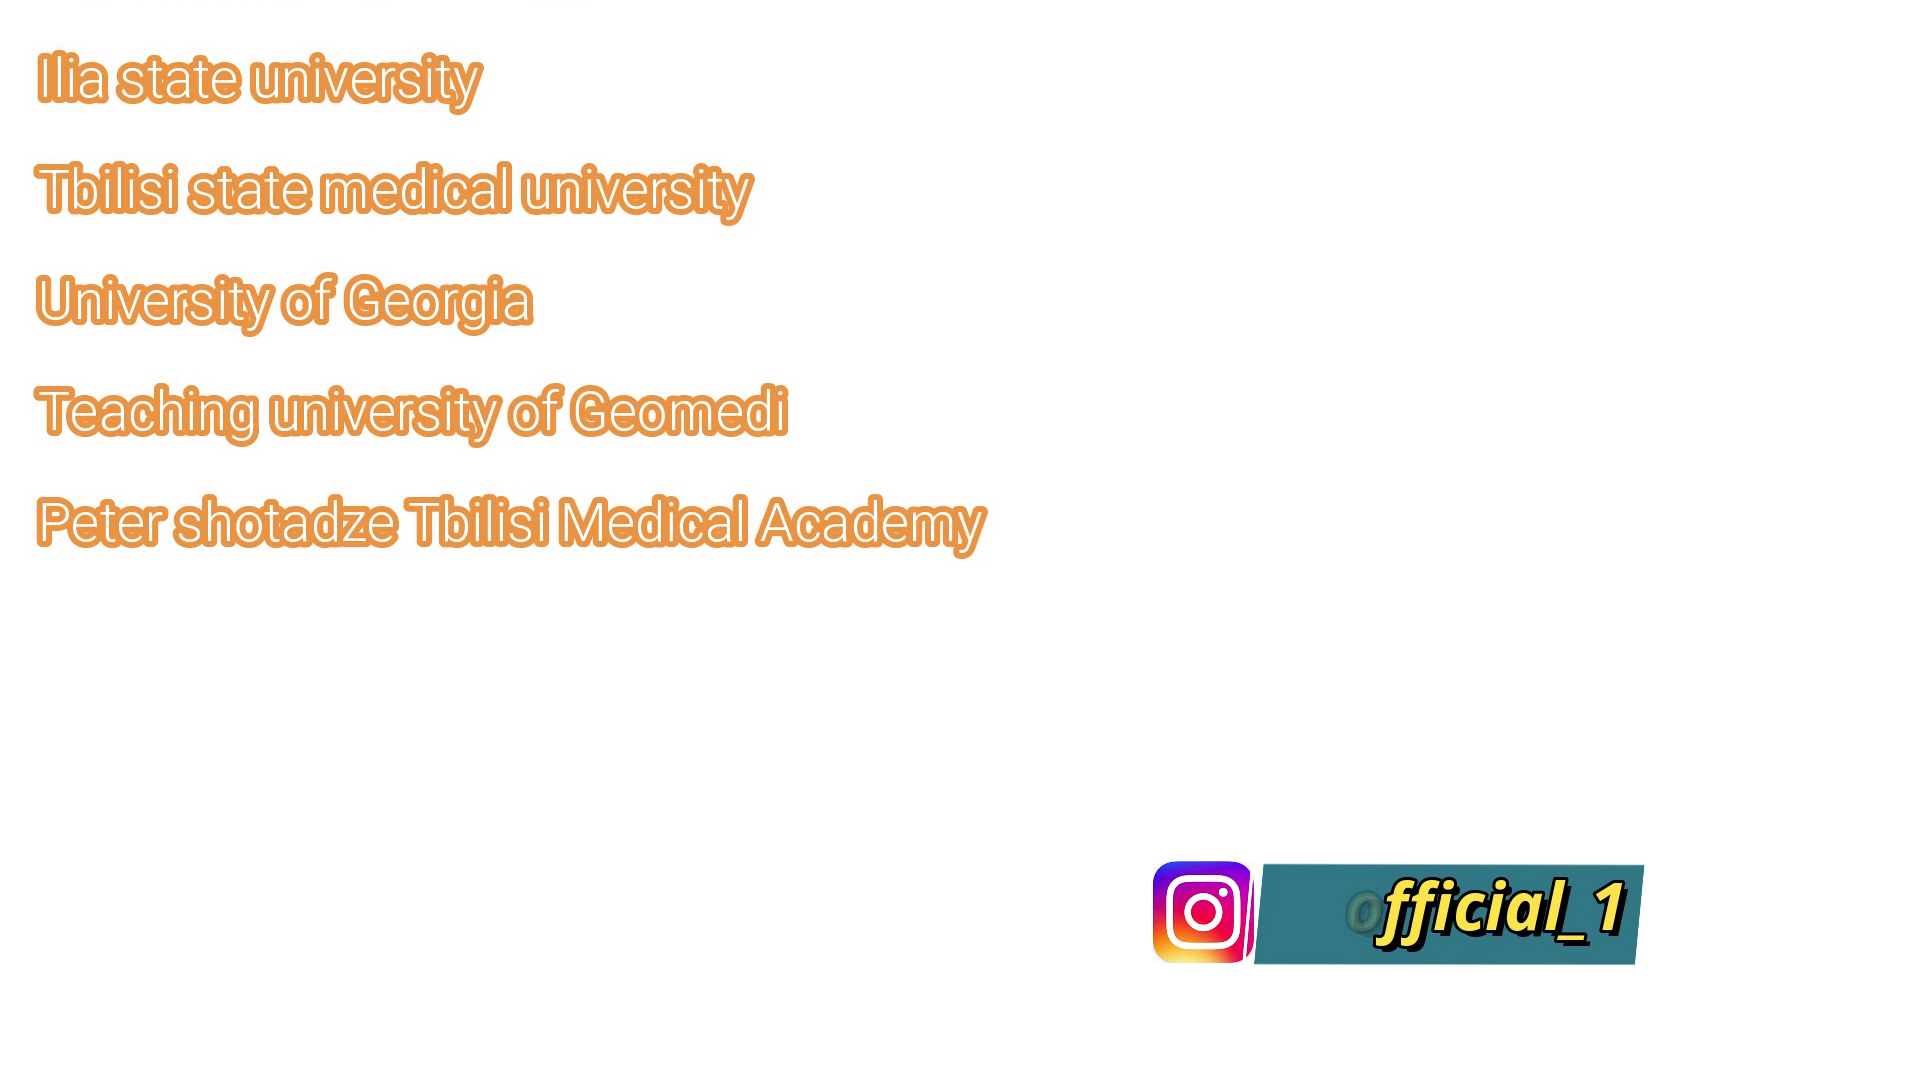 Ilia state university
Tbilisi state medical university
University of Georgia
Teaching university of Geomedi
Peter shotadze Tbilisi Medical Academy
official_1